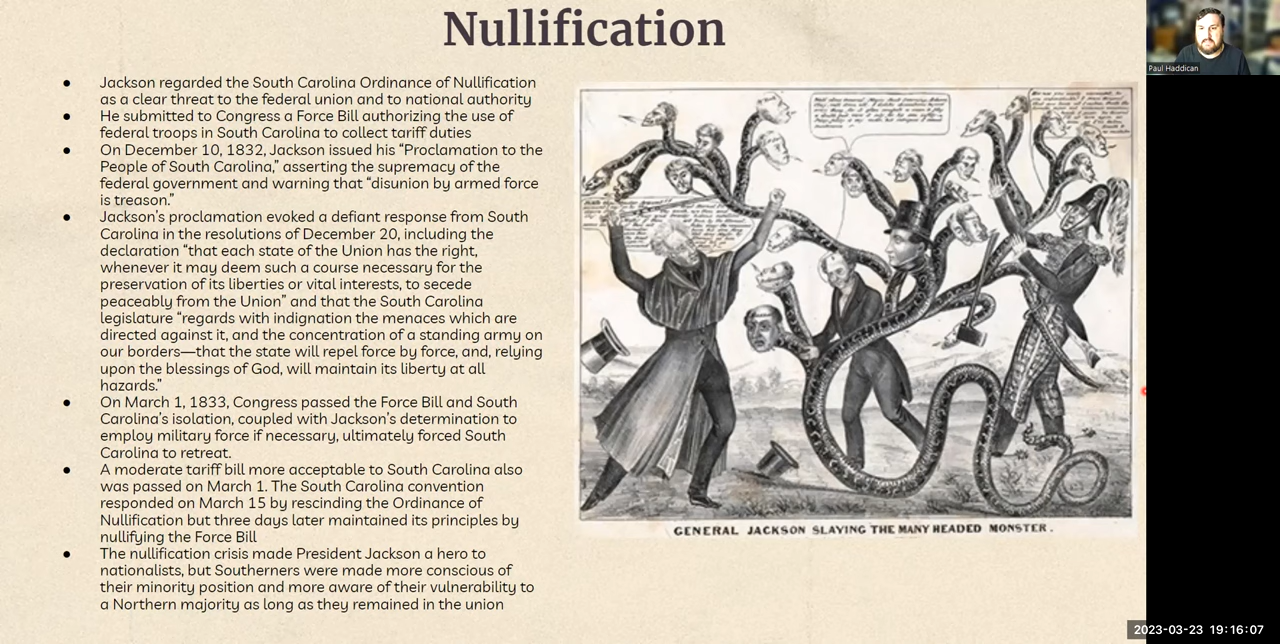 Nullification
● Jackson regarded the South Carolina Ordinance of Nullification
as a clear threat to the federal union and to national authority
● He submitted to Congress a Force Bill authorizing the use of
federal troops in South Carolina to collect tariff duties
● On December 10, 1832, Jackson issued his “Proclamation to the
People of South Carolina,” asserting the supremacy of the
federal government and warning that “disunion by armed force
is treason.”
● Jackson’s proclamation evoked a defiant response from South
Carolina in the resolutions of December 20, including the
declaration “that each state of the Union has the right,
whenever it may deem such a course necessary for the
preservation of its liberties or vital interests, to secede
peaceably from the Union” and that the South Carolina
legislature “regards with indignation the menaces which are
directed against it, and the concentration of a standing army on
our borders—that the state will repel force by force, and, relying
upon the blessings of God, will maintain its liberty at all
hazards.”
● On March 1, 1833, Congress passed the Force Bill and South
Carolina’s isolation, coupled with Jackson’s determination to
employ military force if necessary, ultimately forced South
Carolina to retreat.
● A moderate tariff bill more acceptable to South Carolina also
was passed on March 1. The South Carolina convention
responded on March 15 by rescinding the Ordinance of
Nullification but three days later maintained its principles by
nullifying the Force Bill
● The nullification crisis made President Jackson a hero to
nationalists, but Southerners were made more conscious of
their minority position and more aware of their vulnerability to
a Northern majority as long as they remained in the union
GENERAL JACKSON SLAYING THE MANY HEADED MONSTER.
Paul Haddican
2023-03-23 19:16:07